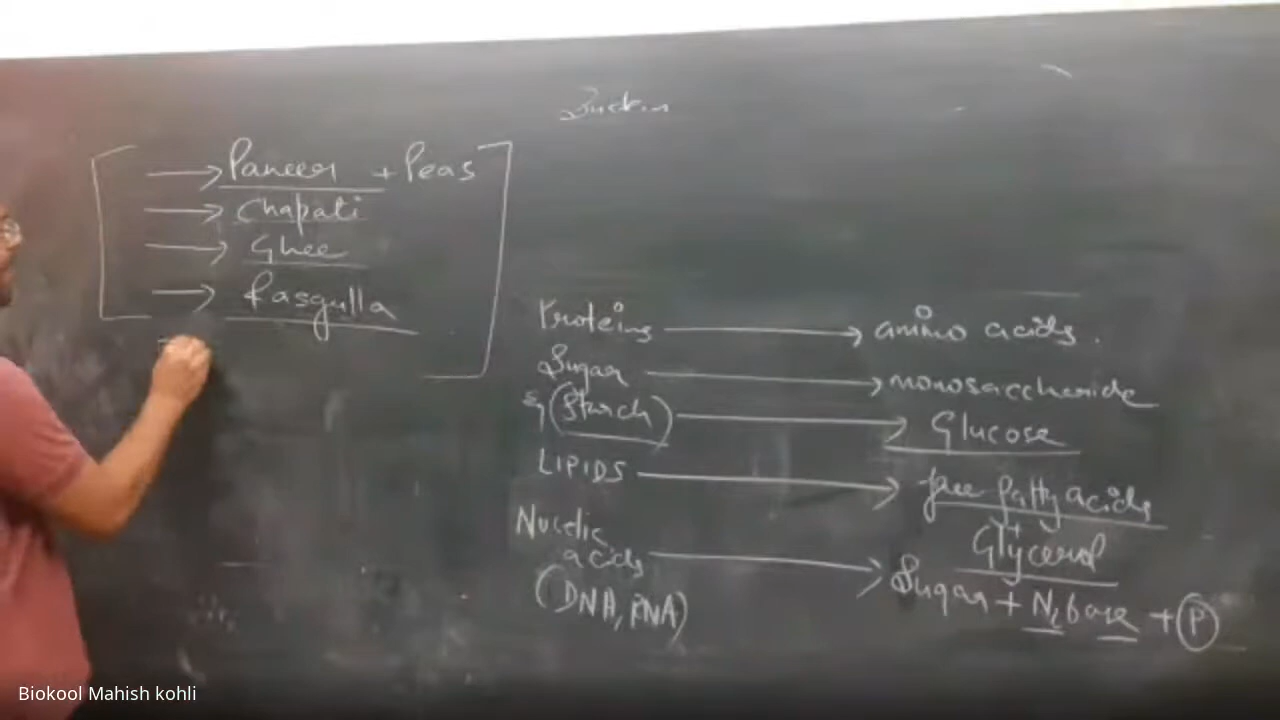 → Paneer + Peas
→ Chapati
→ Ghee
→ Rasgulla
Proteins → amino acids.
Sugar → monosaccharide
& (Starch) → Glucose
LIPIDS → free fatty acids
+
Glycerol
Nucleic
acids → Sugar + N2 base + P
(DNA, RNA)
Biokool Mahish kohli